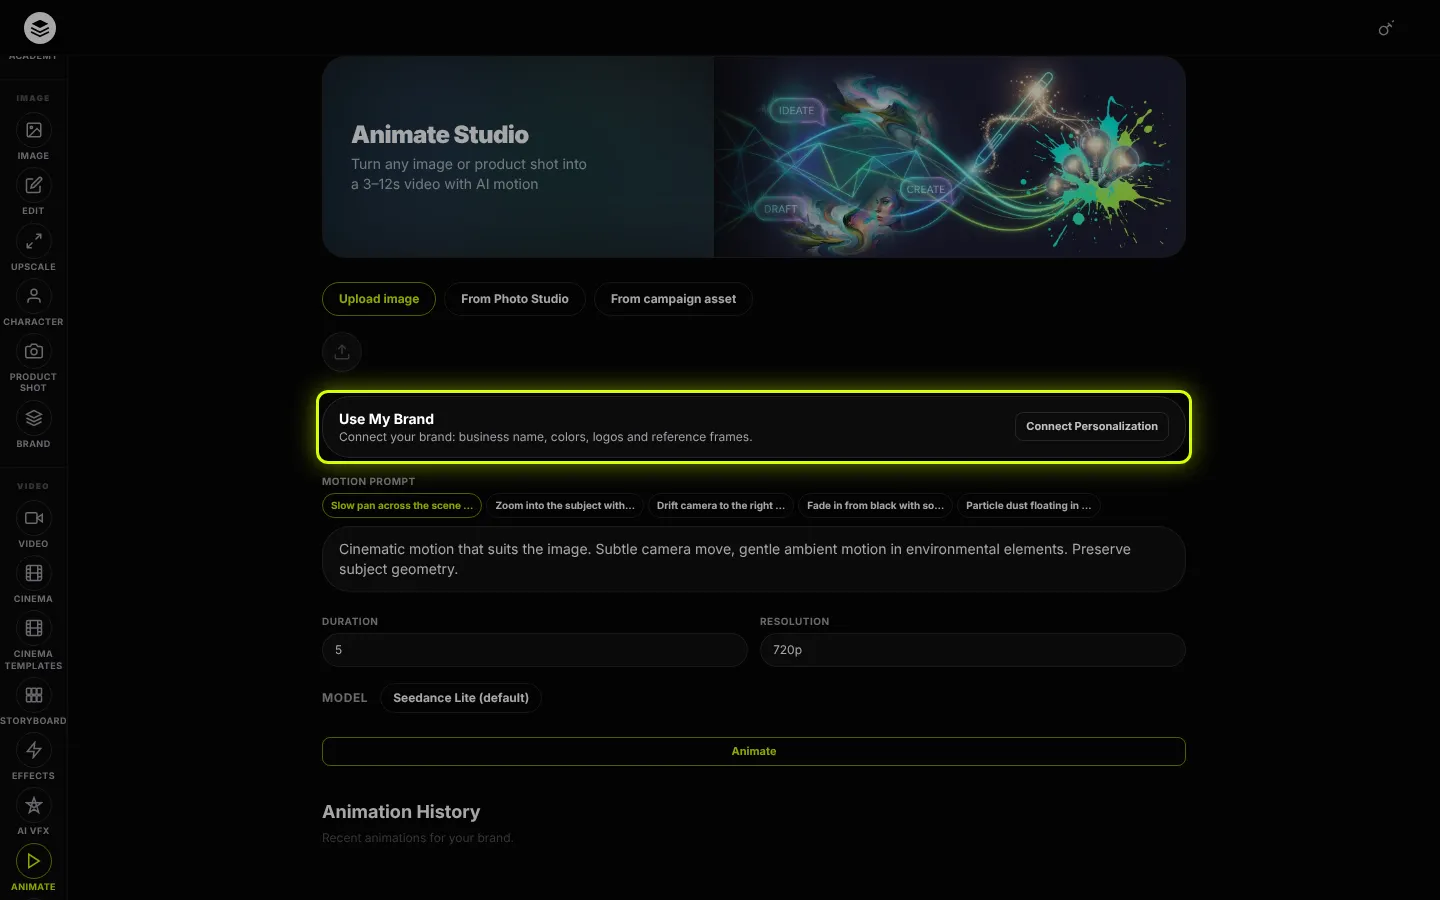 ACADEMY
IMAGE
IMAGE
EDIT
UPSCALE
CHARACTER
PRODUCT
SHOT
BRAND
VIDEO
VIDEO
CINEMA
CINEMA
TEMPLATES
STORYBOARD
EFFECTS
AI VFX
ANIMATE
Animate Studio
Turn any image or product shot into
a 3–12s video with AI motion
IDEATE
CREATE
DRAFT
Upload image
From Photo Studio
From campaign asset
Use My Brand
Connect your brand: business name, colors, logos and reference frames.
Connect Personalization
MOTION PROMPT
Slow pan across the scene ...
Zoom into the subject with...
Drift camera to the right ...
Fade in from black with so...
Particle dust floating in ...
Cinematic motion that suits the image. Subtle camera move, gentle ambient motion in environmental elements. Preserve
subject geometry.
DURATION
RESOLUTION
5
720p
MODEL
Seedance Lite (default)
Animate
Animation History
Recent animations for your brand.